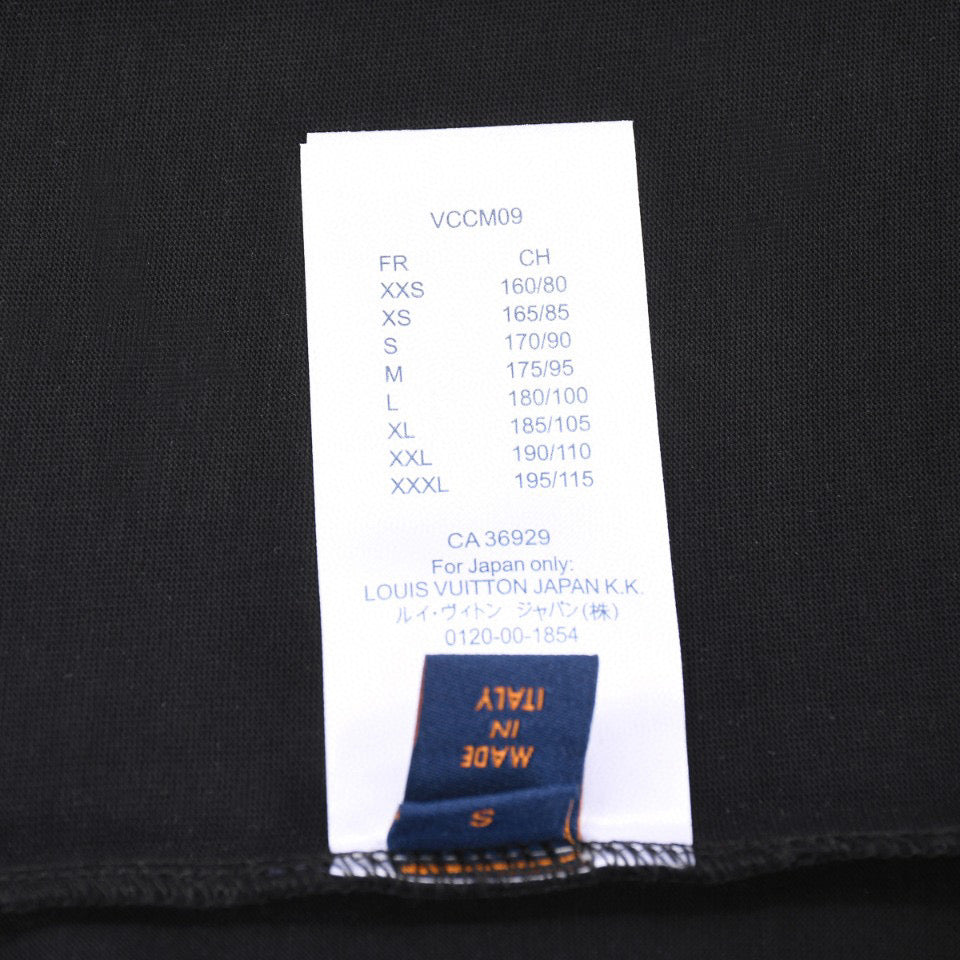 VCCM09
FR CH
XXS 160/80
XS 165/85
S 170/90
M 175/95
L 180/100
XL 185/105
XXL 190/110
XXXL 195/115
CA 36929
For Japan only:
LOUIS VUITTON JAPAN K.K.
ルイ・ヴィトン ジャパン(株)
0120-00-1854
MADE
IN
ITALY
S